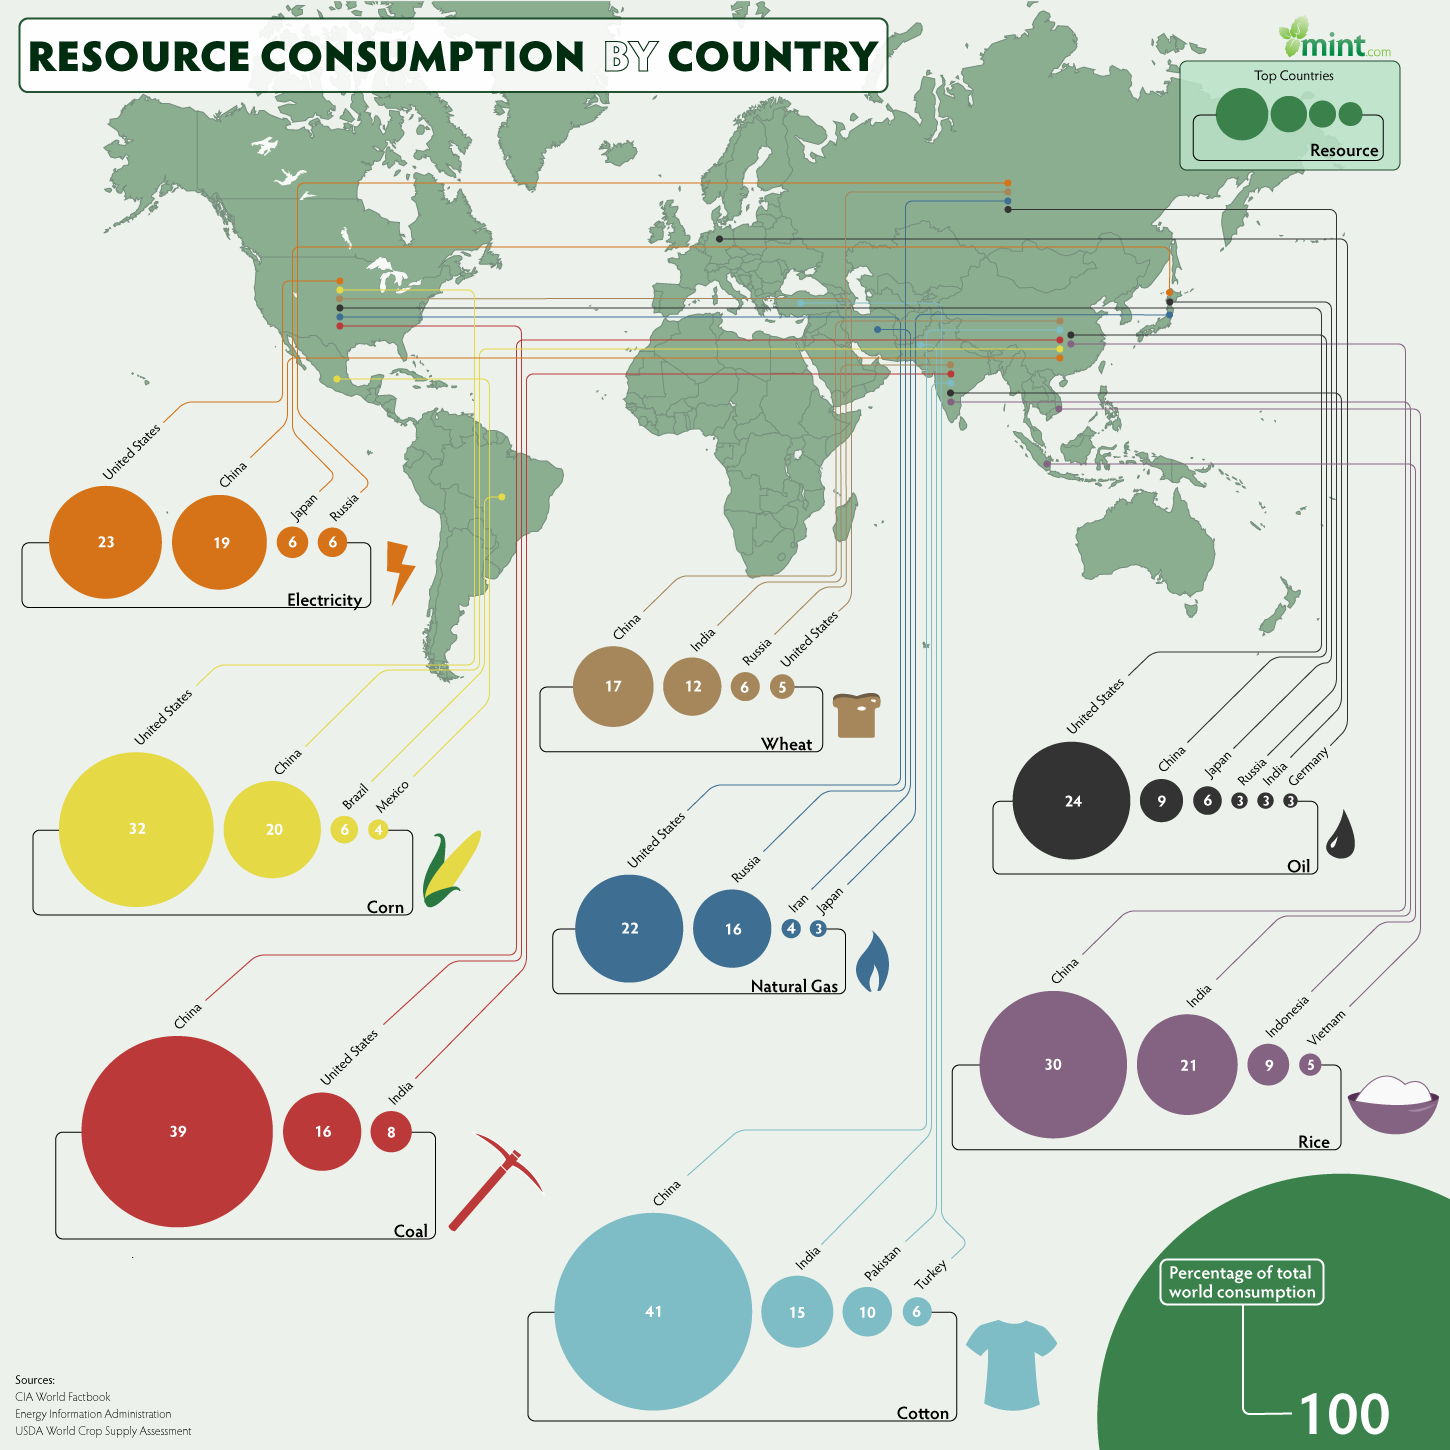 RESOURCE CONSUMPTION BY COUNTRY
mint.com
Top Countries
Resource
United States
China
Japan
Russia
23
19
6
6
Electricity
China
India
Russia
United States
17
12
6
5
Wheat
United States
China
Brazil
Mexico
32
20
6
4
Corn
United States
China
Japan
Russia
India
Germany
24
9
6
3
3
3
Oil
United States
Russia
Iran
Japan
22
16
4
3
Natural Gas
China
United States
India
39
16
8
Coal
China
India
Indonesia
Vietnam
30
21
9
5
Rice
China
India
Pakistan
Turkey
41
15
10
6
Cotton
Percentage of total
world consumption
100
Sources:
CIA World Factbook
Energy Information Administration
USDA World Crop Supply Assessment